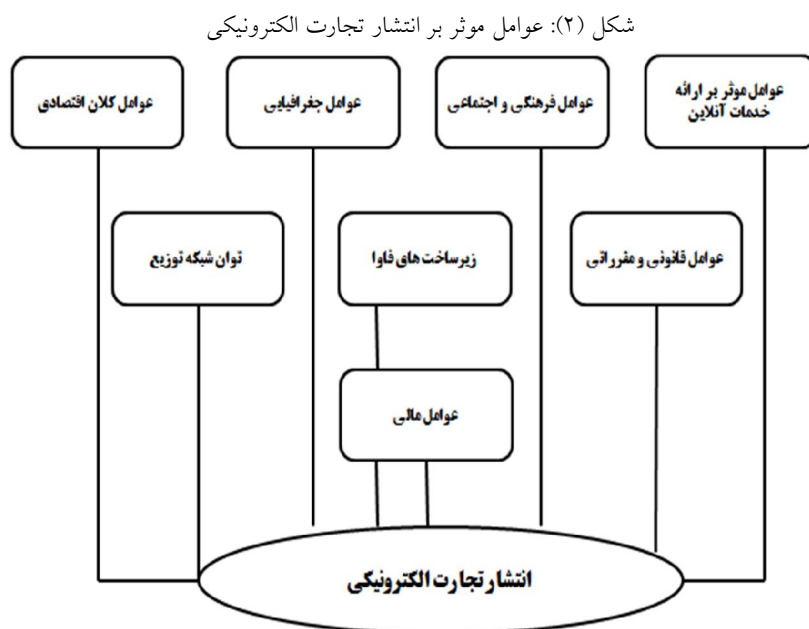 شکل (۲): عوامل موثر بر انتشار تجارت الکترونیکی
عوامل موثر بر ارائه
خدمات آنلاین
عوامل فرهنگی و اجتماعی
عوامل جغرافیایی
عوامل کلان اقتصادی
عوامل قانونی و مقرراتی
زیرساخت های فاوا
توان شبکه توزیع
عوامل مالی
انتشار تجارت الکترونیکی